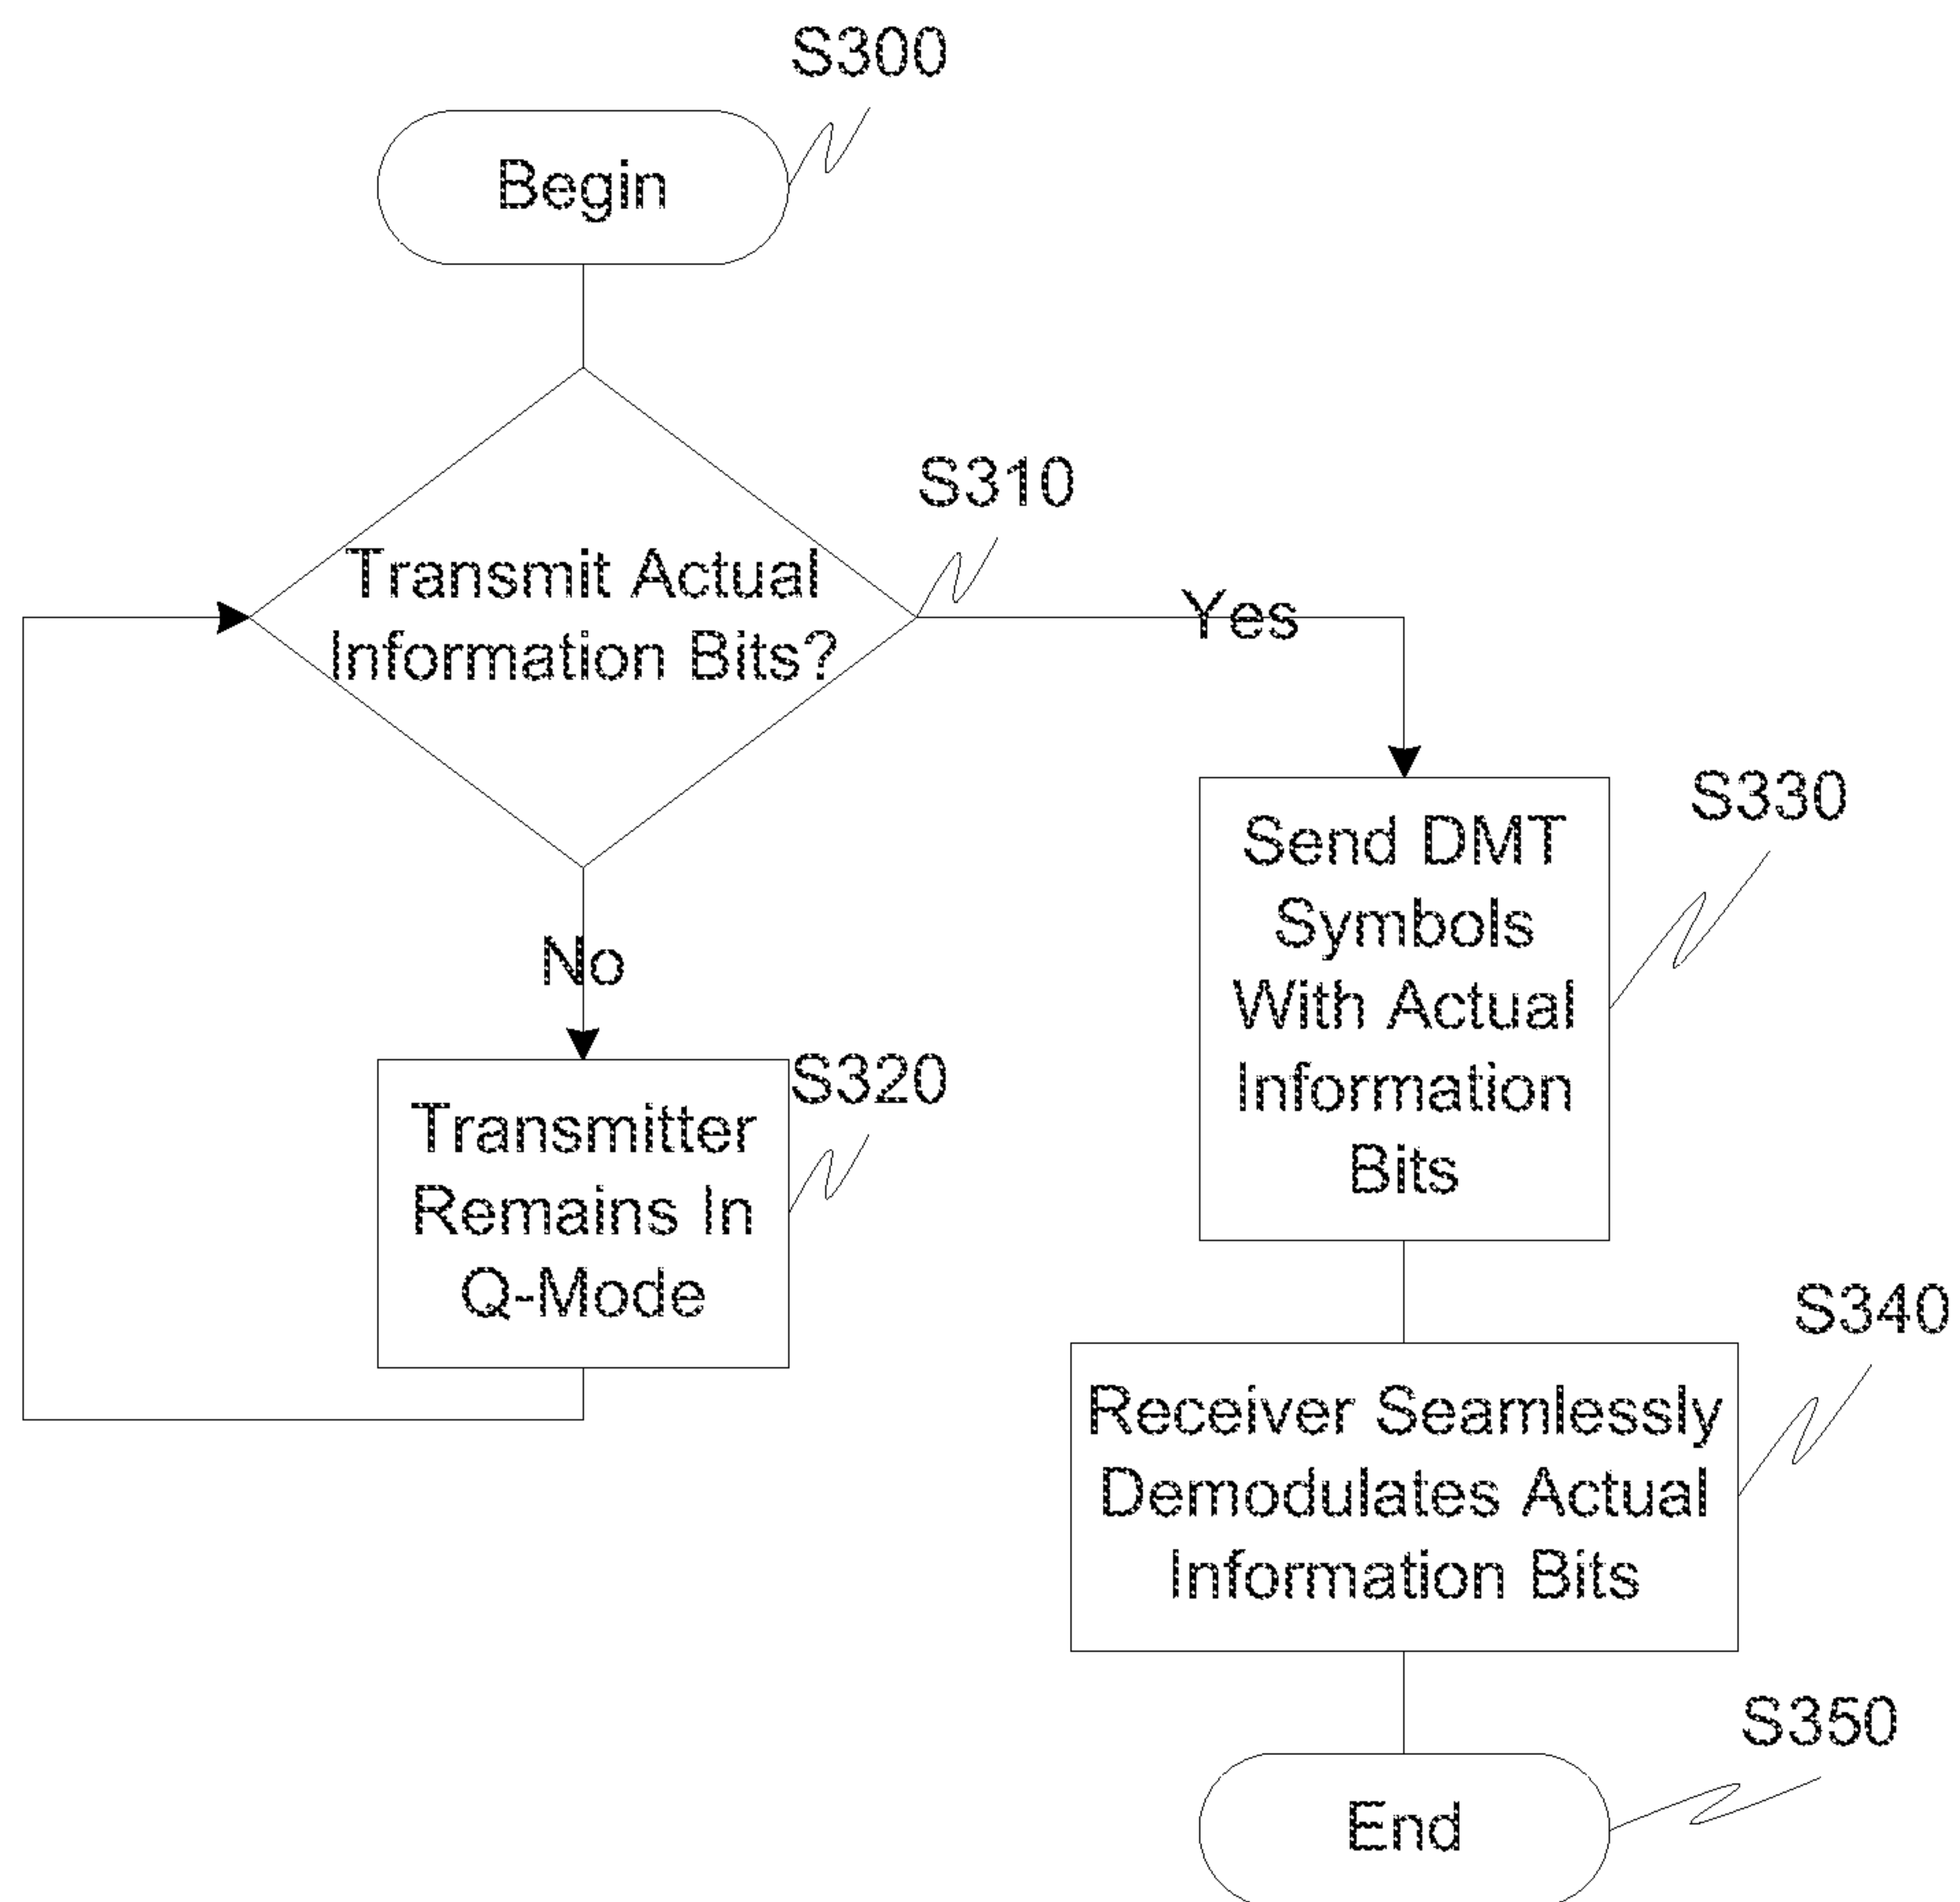 S300
Begin
S310
Transmit Actual
Information Bits?
Yes
No
S330
Send DMT
Symbols
With Actual
Information
Bits
S320
Transmitter
Remains In
Q-Mode
S340
Receiver Seamlessly
Demodulates Actual
Information Bits
S350
End